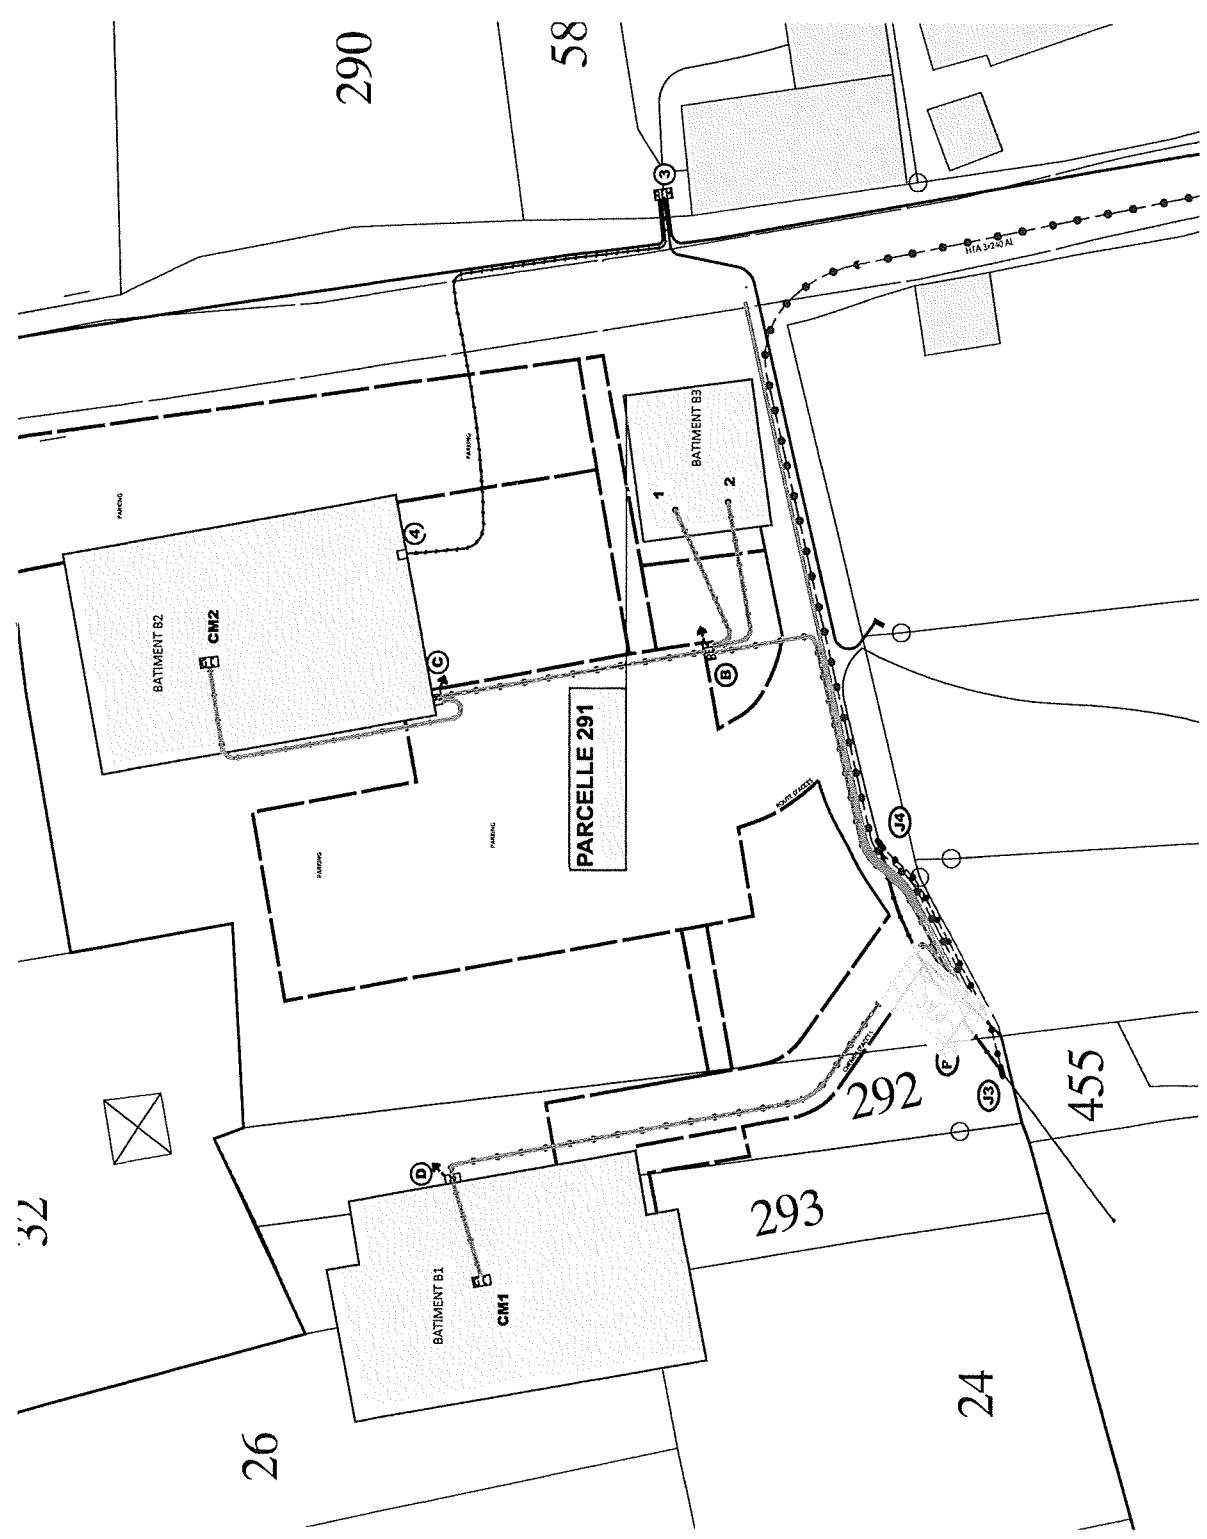 290
58
3
HTA 3x240 AL
PARKING
PARKING
BATIMENT B3
1
2
4
BATIMENT B2
CM2
C
B
PARCELLE 291
ROUTE D'ACCES
PARKING
PARKING
J4
P
J3
292
455
32
D
293
BATIMENT B1
CM1
24
26